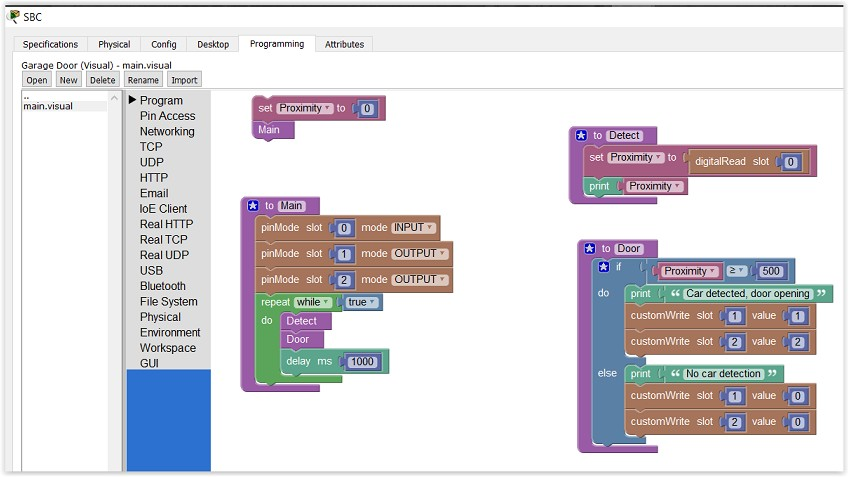 SBC
Specifications Physical Config Desktop Programming Attributes
Garage Door (Visual) - main.visual
Open New Delete Rename Import
..
main.visual
Program
Pin Access
Networking
TCP
UDP
HTTP
Email
IoE Client
Real HTTP
Real TCP
Real UDP
USB
Bluetooth
File System
Physical
Environment
Workspace
GUI
set Proximity to 0
Main
to Main
pinMode slot 0 mode INPUT
pinMode slot 1 mode OUTPUT
pinMode slot 2 mode OUTPUT
repeat while true
do Detect
Door
delay ms 1000
to Detect
set Proximity to digitalRead slot 0
print Proximity
to Door
if Proximity ≥ 500
do print “ Car detected, door opening ”
customWrite slot 1 value 1
customWrite slot 2 value 2
else print “ No car detection ”
customWrite slot 1 value 0
customWrite slot 2 value 0